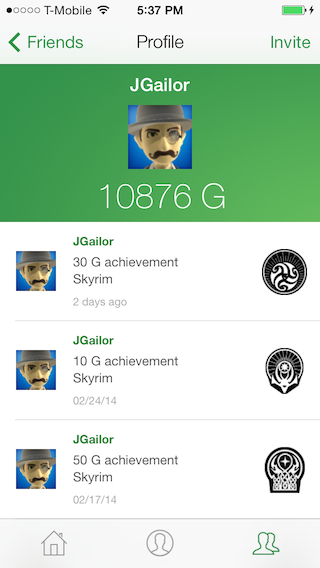 T-Mobile 5:37 PM
Friends Profile Invite
JGailor
10876 G
JGailor
30 G achievement
Skyrim
2 days ago
JGailor
10 G achievement
Skyrim
02/24/14
JGailor
50 G achievement
Skyrim
02/17/14